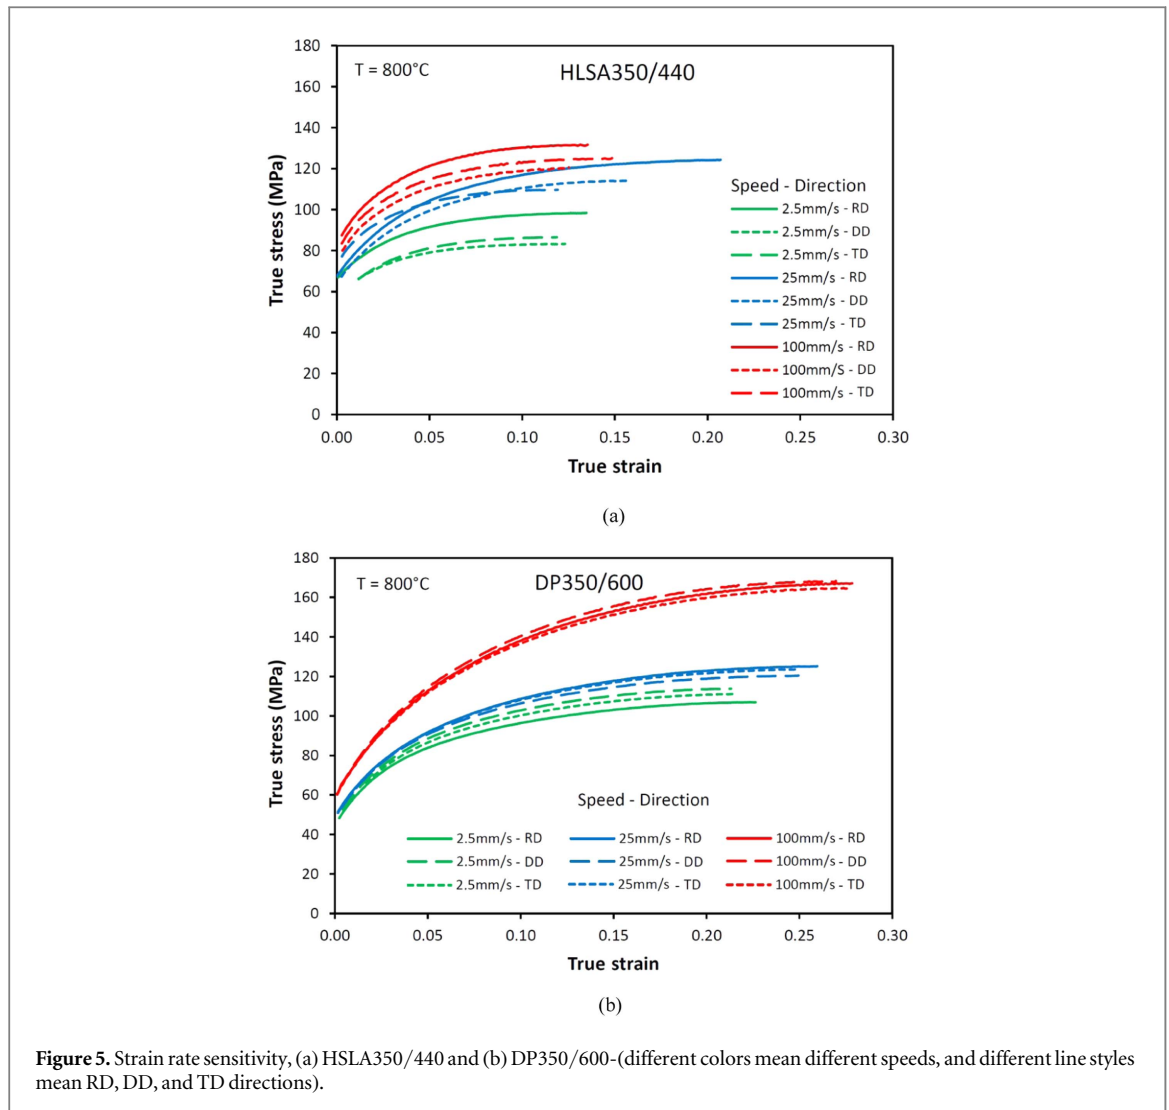 180
160
140
120
100
80
60
40
20
0
True stress (MPa)
T = 800°C
HLSA350/440
Speed - Direction
2.5mm/s - RD
2.5mm/s - DD
2.5mm/s - TD
25mm/s - RD
25mm/s - DD
25mm/s - TD
100mm/s - RD
100mm/S - DD
100mm/s - TD
0.00 0.05 0.10 0.15 0.20 0.25 0.30
True strain
(a)
180
160
140
120
100
80
60
40
20
0
True stress (MPa)
T = 800°C
DP350/600
Speed - Direction
2.5mm/s - RD 25mm/s - RD 100mm/s - RD
2.5mm/s - DD 25mm/s - DD 100mm/s - DD
2.5mm/s - TD 25mm/s - TD 100mm/s - TD
0.00 0.05 0.10 0.15 0.20 0.25 0.30
True strain
(b)
Figure 5. Strain rate sensitivity, (a) HSLA350/440 and (b) DP350/600-(different colors mean different speeds, and different line styles
mean RD, DD, and TD directions).